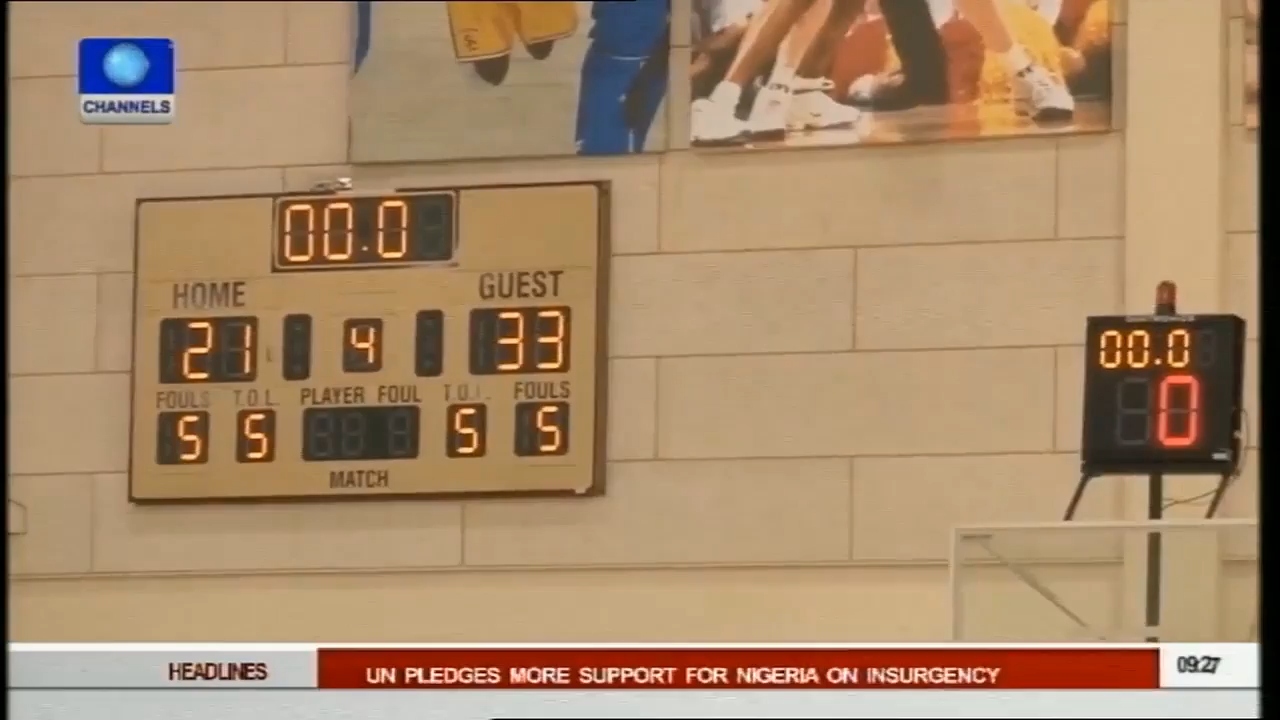 CHANNELS
00.0
HOME
GUEST
21 4 33
FOULS T.O.L. PLAYER FOUL T.O.L. FOULS
5 5 5 5
MATCH
00.0
0
HEADLINES
UN PLEDGES MORE SUPPORT FOR NIGERIA ON INSURGENCY
09:27